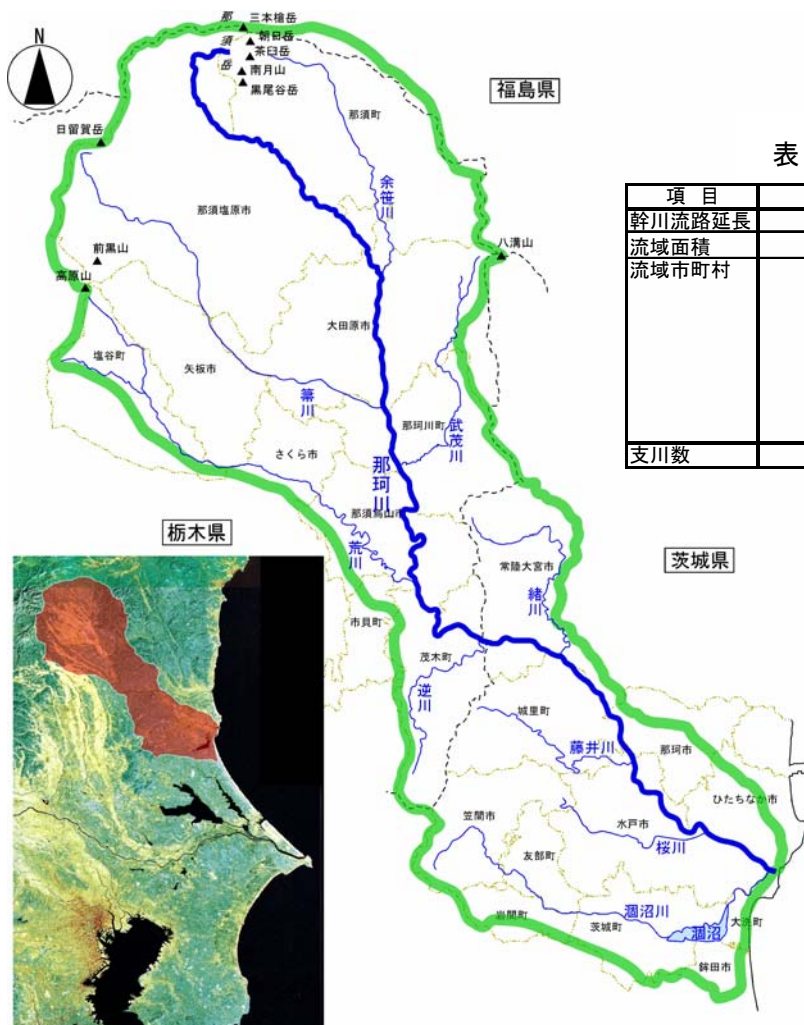 N
那須岳
三本槍岳
朝日岳
茶臼岳
南月山
黒尾谷岳
福島県
那須町
日留賀岳
表
項 目
幹川流路延長
流域面積
流域市町村
支川数
余笹川
那須塩原市
八溝山
前黒山
高原山
大田原市
塩谷町
矢板市
箒川
那珂川町
武茂川
さくら市
那珂川
那須烏山市
栃木県
荒川
常陸大宮市
茨城県
緒川
市貝町
茂木町
逆川
城里町
藤井川
那珂市
ひたちなか市
笠間市
水戸市
桜川
友部町
涸沼川
岩間町
茨城町
涸沼
大洗町
鉾田市